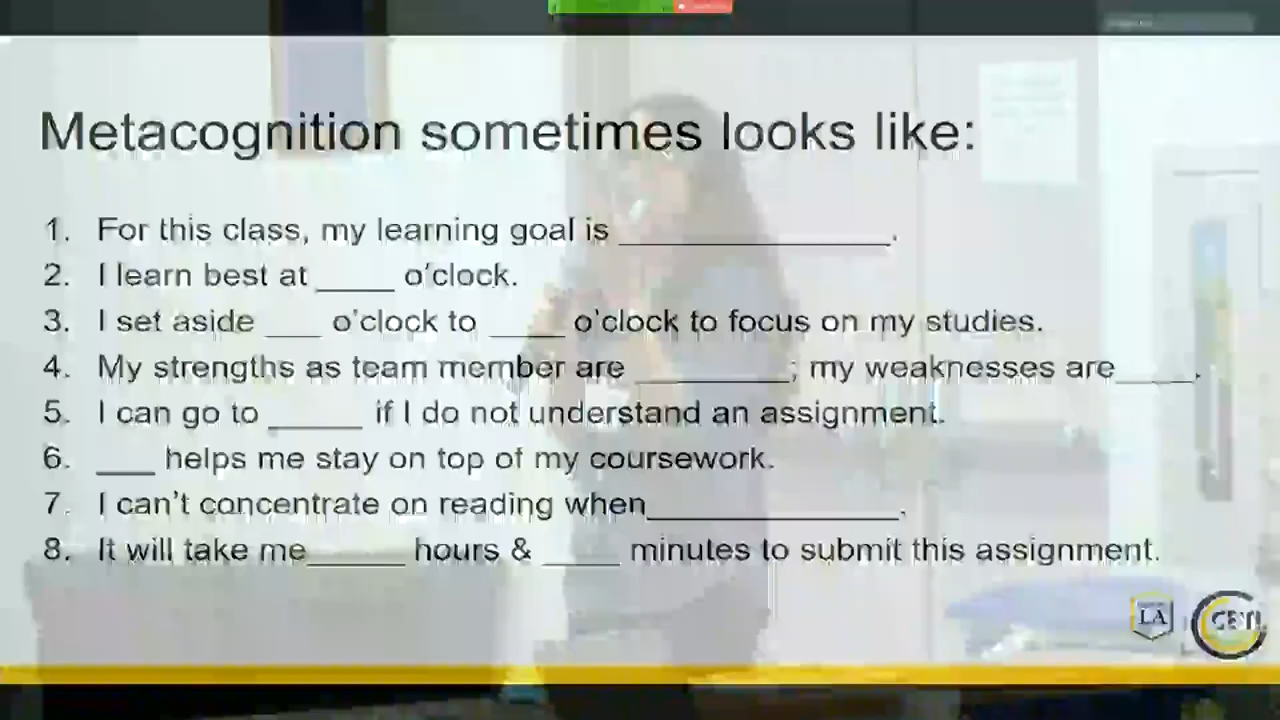 Metacognition sometimes looks like:
1. For this class, my learning goal is ________________.
2. I learn best at _____ o'clock.
3. I set aside ___ o'clock to ____ o'clock to focus on my studies.
4. My strengths as team member are _________; my weaknesses are_____.
5. I can go to ______ if I do not understand an assignment.
6. ____ helps me stay on top of my coursework.
7. I can't concentrate on reading when_______________.
8. It will take me______ hours & _____ minutes to submit this assignment.
LA